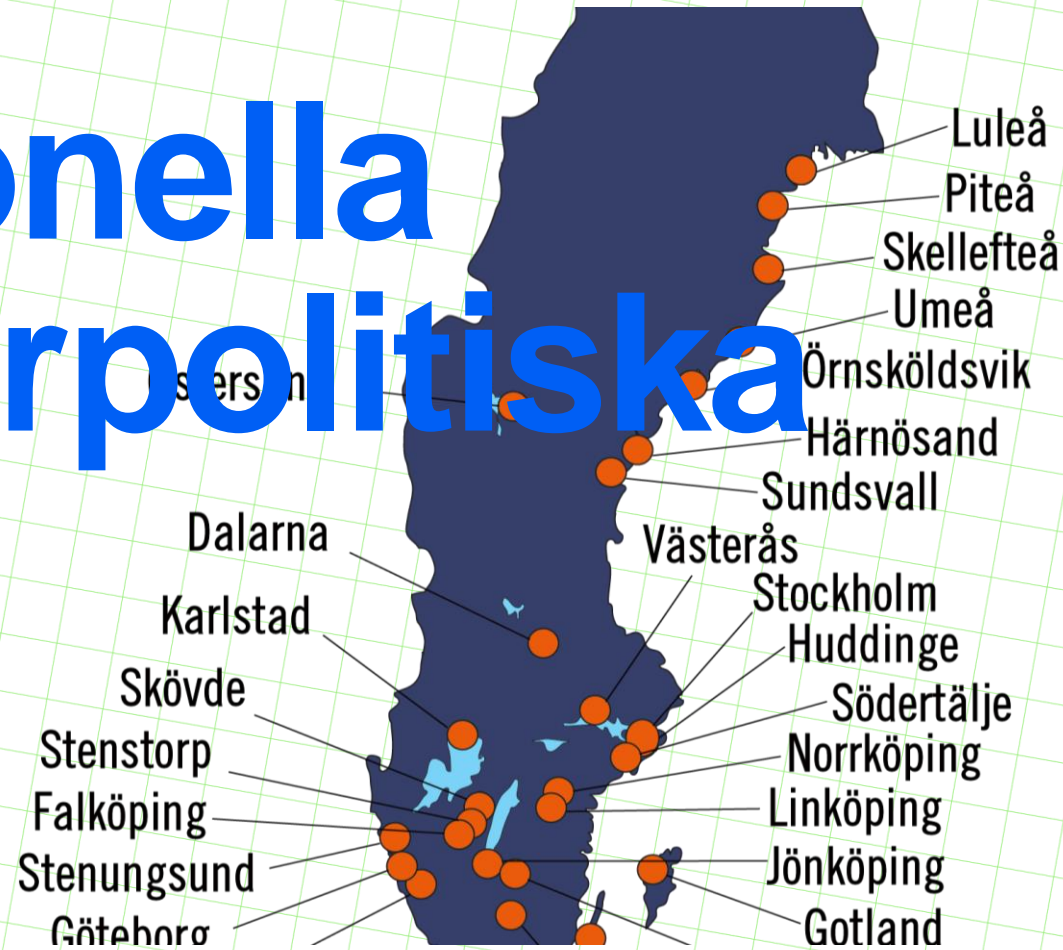 onella
rpolitiska
Luleå
Piteå
Skellefteå
Umeå
Örnsköldsvik
Härnösand
Sundsvall
Västerås
Stockholm
Huddinge
Södertälje
Norrköping
Linköping
Jönköping
Gotland
Dalarna
Karlstad
Skövde
Stenstorp
Falköping
Stenungsund
Göteborg